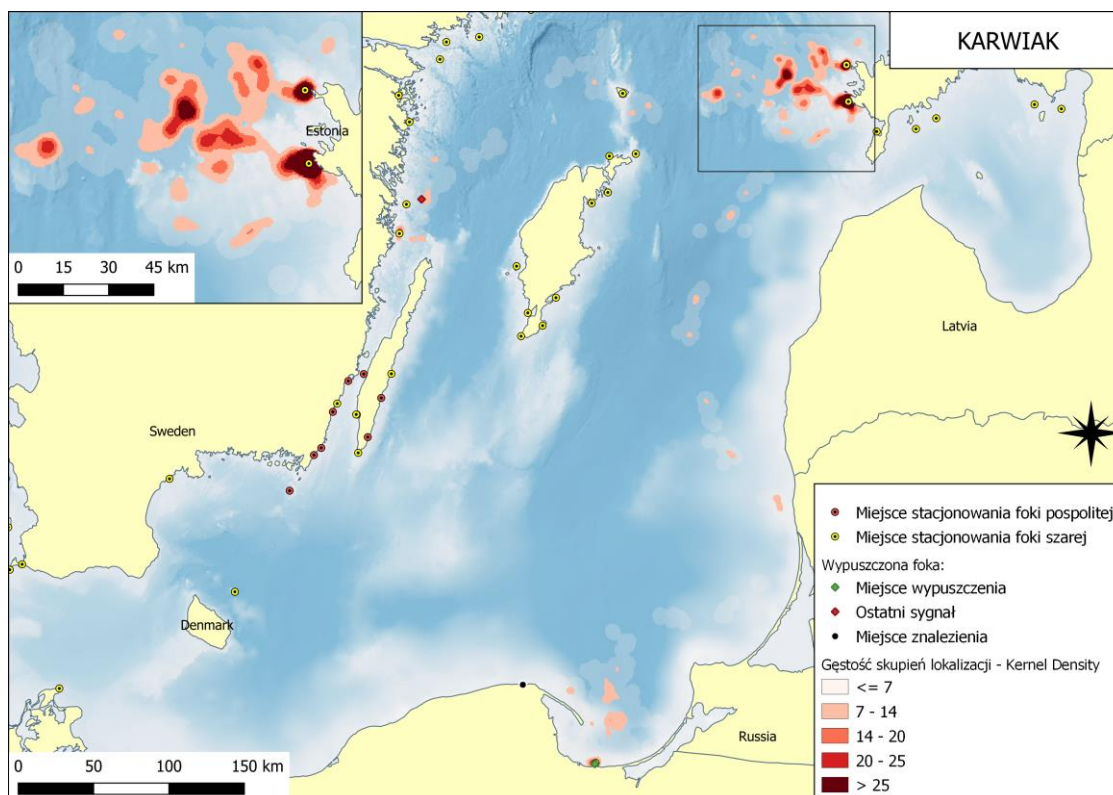 KARWIAK
Estonia
0 15 30 45 km
Latvia
Sweden
Denmark
Russia
Miejsce stacjonowania foki pospolitej
Miejsce stacjonowania foki szarej
Wypuszczona foka:
Miejsce wypuszczenia
Ostatni sygnał
Miejsce znalezienia
Gęstość skupień lokalizacji - Kernel Density
<= 7
7 - 14
14 - 20
20 - 25
> 25
0 50 100 150 km